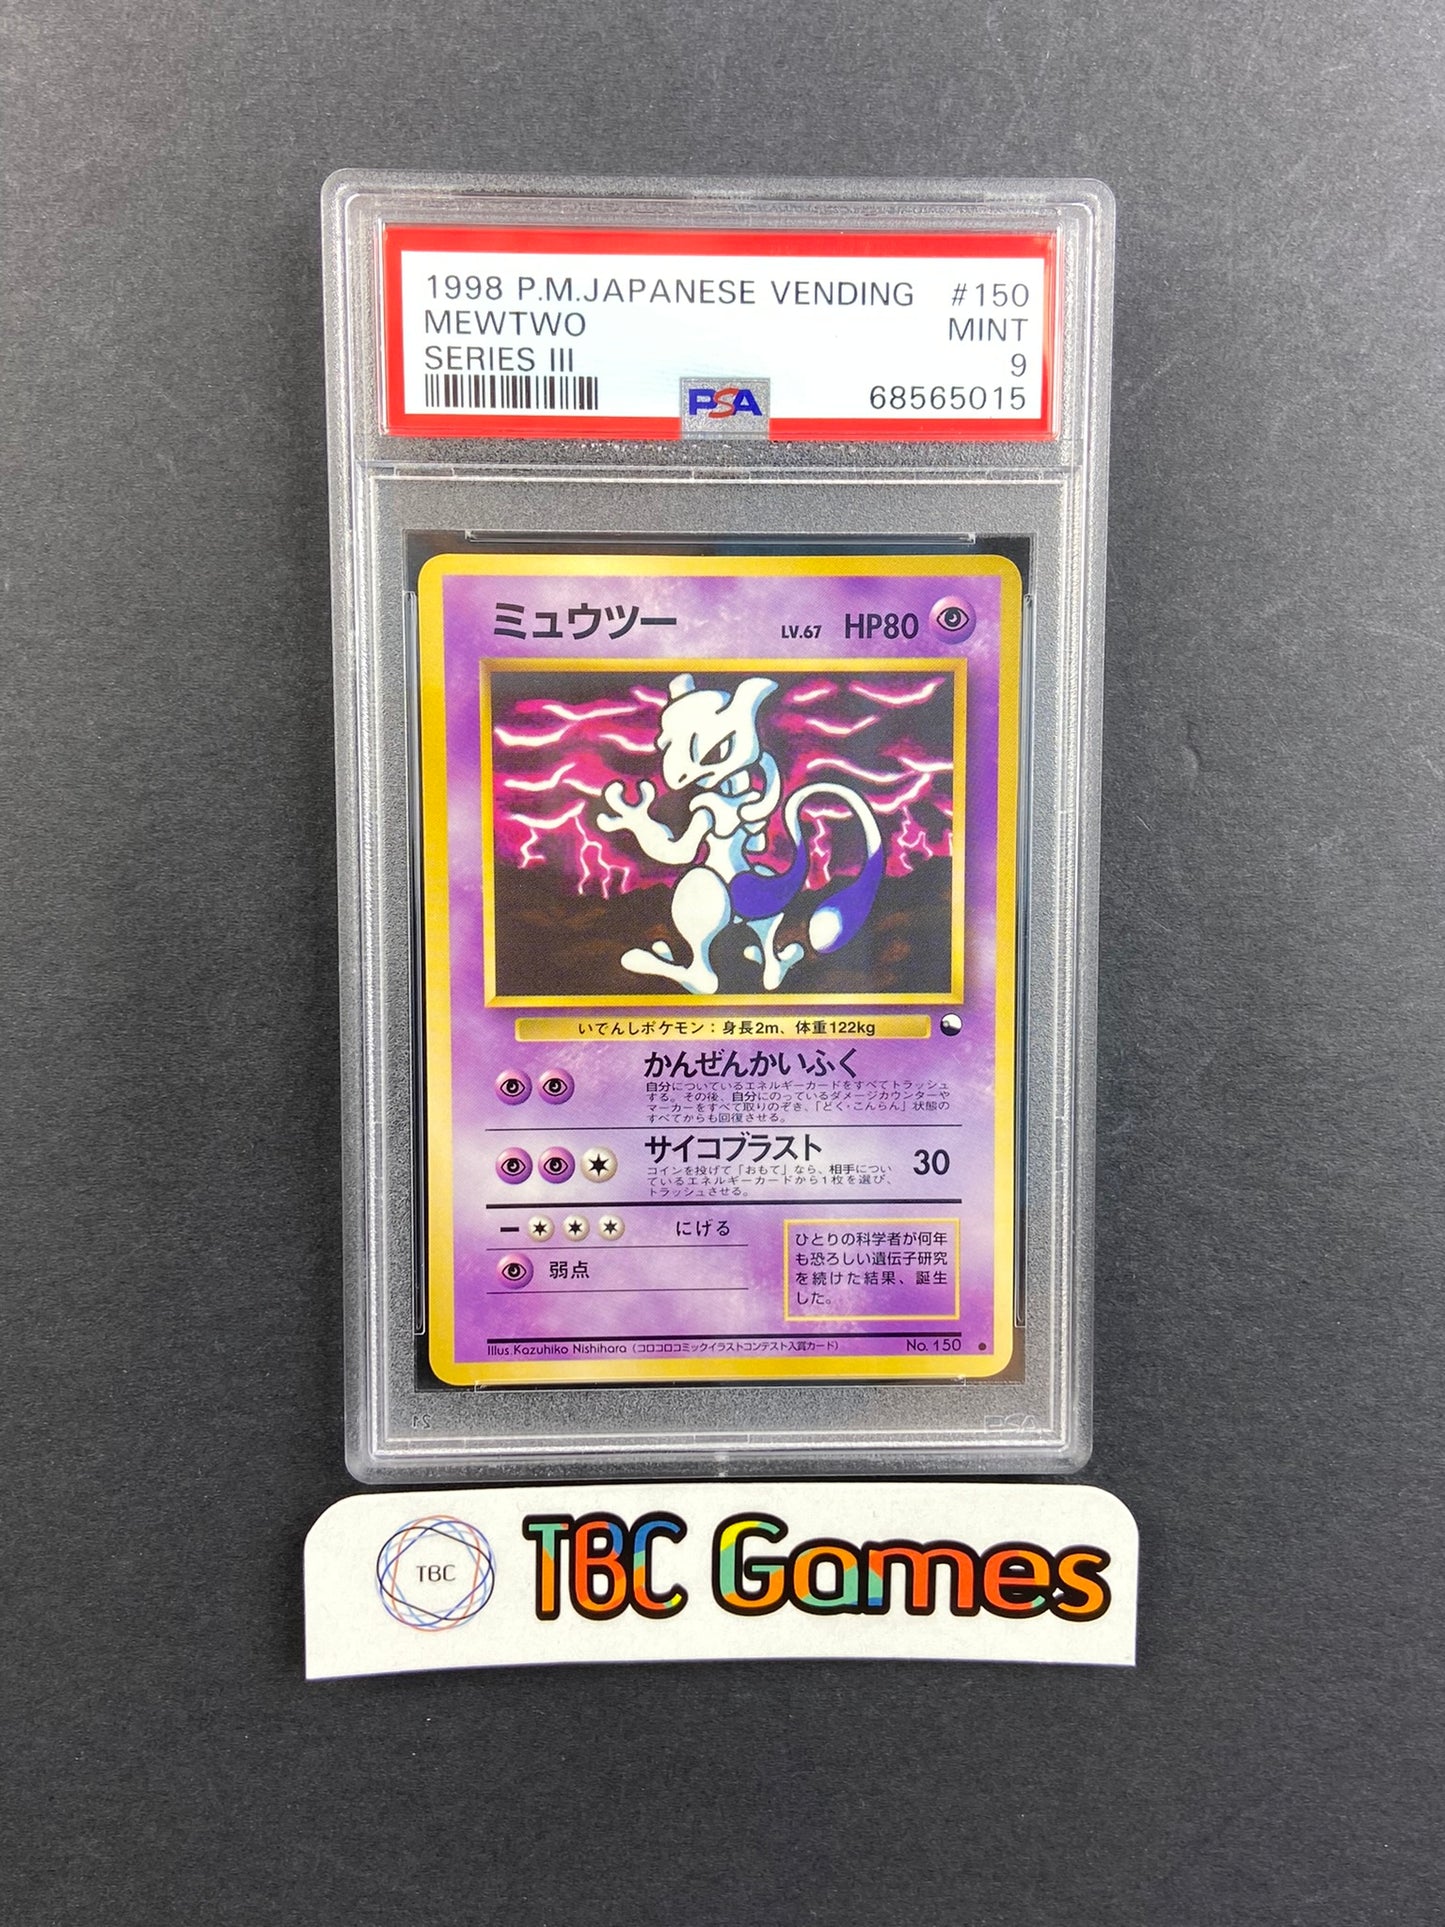 1998 P.M.JAPANESE VENDING #150
MEWTWO MINT
SERIES III 9
PSA 68565015
ミュウツー LV.67 HP80
いでんしポケモン：身長2m、体重122kg
かんぜんかいふく
自分についているエネルギーカードをすべてトラッシュ
する。その後、自分にのっているダメージカウンターや
マーカーをすべて取りのぞき、「どく・こんらん」状態の
すべてからも回復させる。
サイコブラスト 30
コインを投げて「おもて」なら、相手につい
ているエネルギーカードから1枚を選び、
トラッシュさせる。
にげる
弱点
ひとりの科学者が何年
も恐ろしい遺伝子研究
を続けた結果、誕生
した。
Illus.Kazuhiko Nishihara（コロコロコミックイラストコンテスト入賞カード） No. 150
21 PSA
TBC
TBC Games